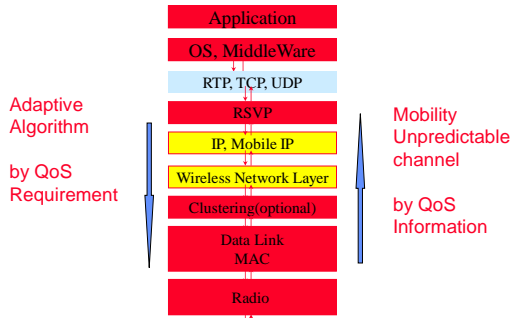 Application
OS, MiddleWare
RTP, TCP, UDP
RSVP
IP, Mobile IP
Wireless Network Layer
Clustering(optional)
Data Link
MAC
Radio
Adaptive
Algorithm
by QoS
Requirement
Mobility
Unpredictable
channel
by QoS
Information